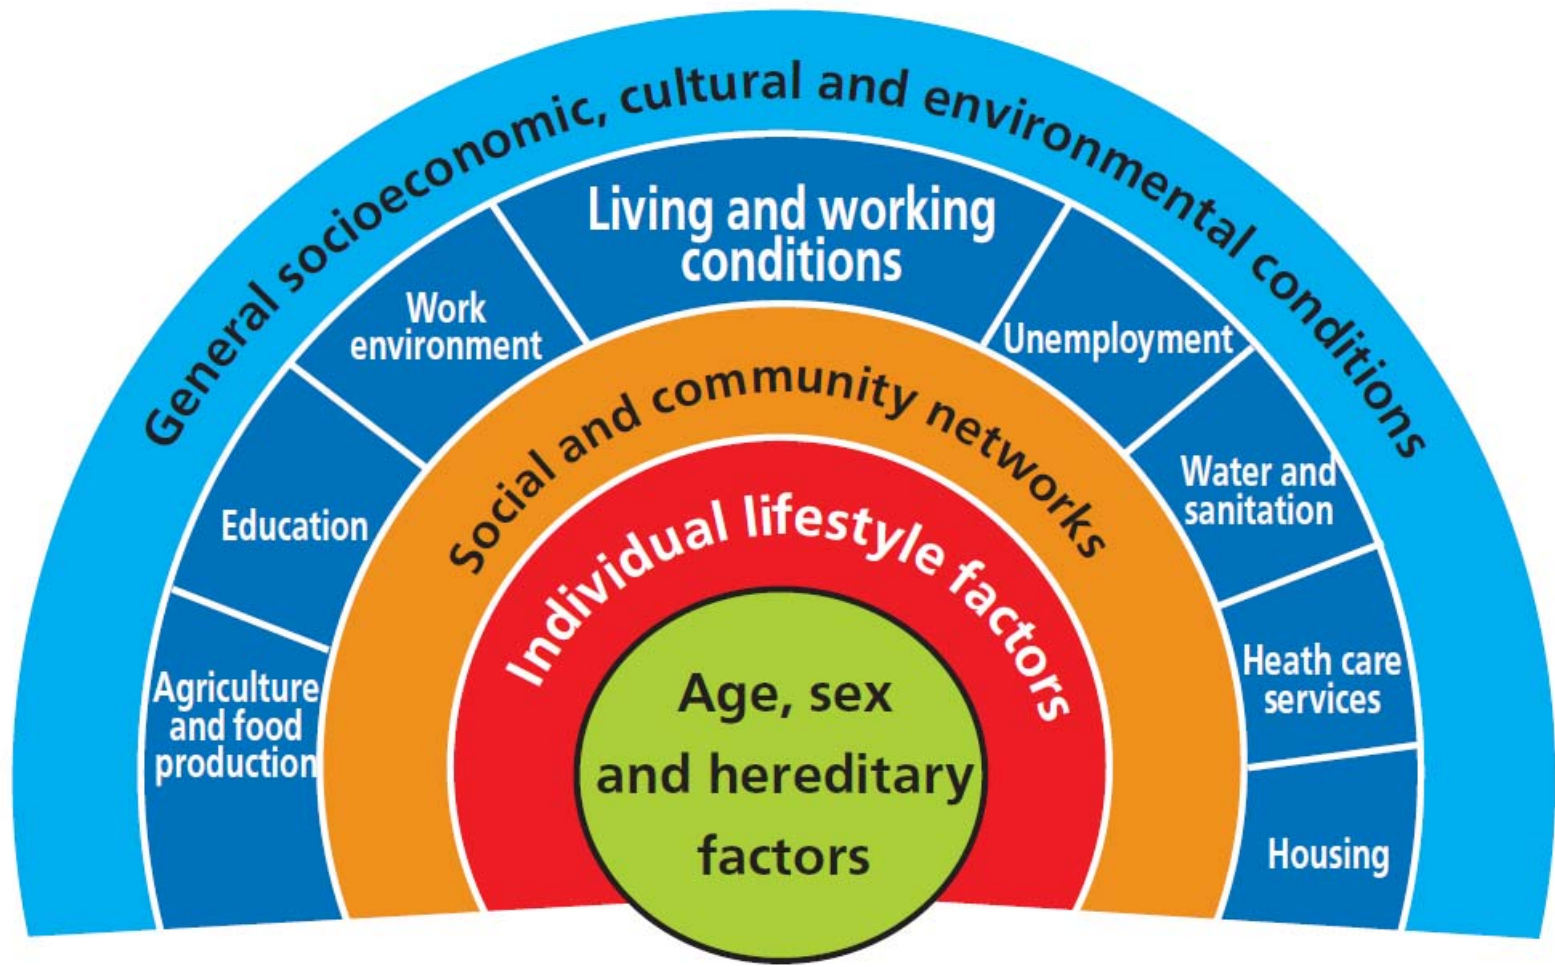 General socioeconomic, cultural and environmental conditions
Living and working
conditions
Work
environment
Unemployment
Education
Water and
sanitation
Agriculture
and food
production
Heath care
services
Housing
Social and community networks
Individual lifestyle factors
Age, sex
and hereditary
factors